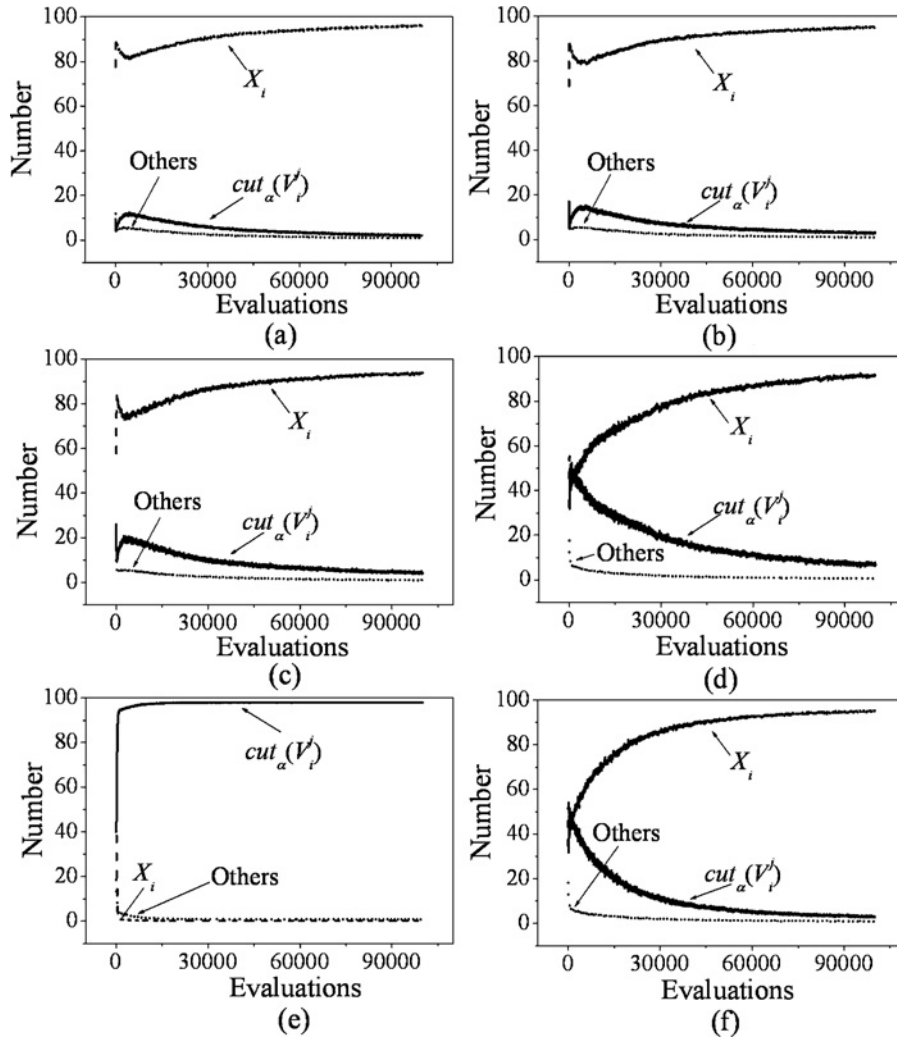 100
80
60
40
20
0
Number
X_i
Others
cut_α(V_i^j)
0 30000 60000 90000
Evaluations
(a)
100
80
60
40
20
0
Number
X_i
Others
cut_α(V_i^j)
0 30000 60000 90000
Evaluations
(b)
100
80
60
40
20
0
Number
X_i
Others
cut_α(V_i^j)
0 30000 60000 90000
Evaluations
(c)
100
80
60
40
20
0
Number
X_i
cut_α(V_i^j)
Others
0 30000 60000 90000
Evaluations
(d)
100
80
60
40
20
0
Number
cut_α(V_i^j)
X_i
Others
0 30000 60000 90000
Evaluations
(e)
100
80
60
40
20
0
Number
X_i
Others
cut_α(V_i^j)
0 30000 60000 90000
Evaluations
(f)